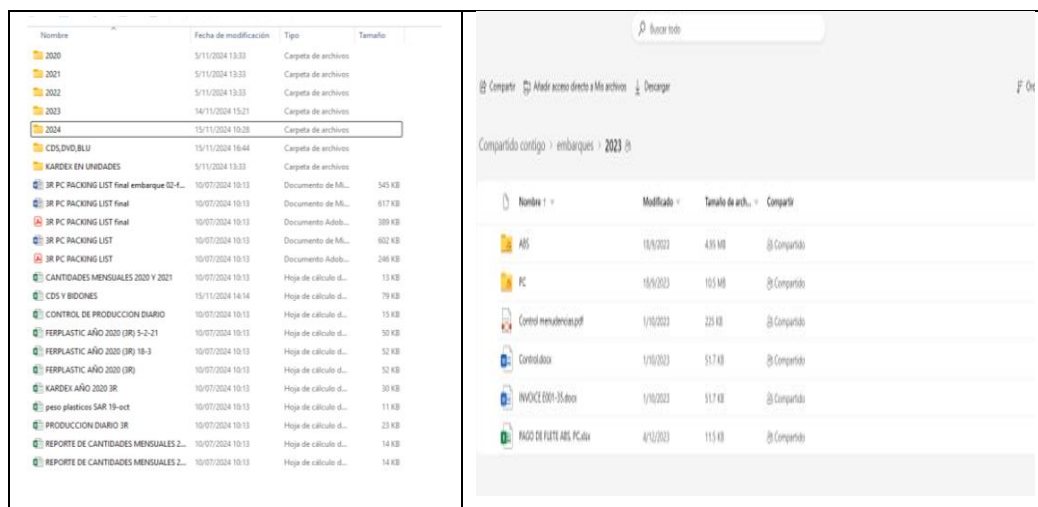 Nombre Fecha de modificación Tipo Tamaño
2020 5/11/2024 13:33 Carpeta de archivos
2021 5/11/2024 13:33 Carpeta de archivos
2022 5/11/2024 13:33 Carpeta de archivos
2023 14/11/2024 15:21 Carpeta de archivos
2024 15/11/2024 10:28 Carpeta de archivos
CDS,DVD,BLU 15/11/2024 16:44 Carpeta de archivos
KARDEX EN UNIDADES 5/11/2024 13:33 Carpeta de archivos
3R PC PACKING LIST final embarque 02-f... 10/07/2024 10:13 Documento de Mi... 545 KB
3R PC PACKING LIST final 10/07/2024 10:13 Documento de Mi... 617 KB
3R PC PACKING LIST final 10/07/2024 10:13 Documento Adob... 389 KB
3R PC PACKING LIST 10/07/2024 10:13 Documento de Mi... 602 KB
3R PC PACKING LIST 10/07/2024 10:13 Documento Adob... 246 KB
CANTIDADES MENSUALES 2020 Y 2021 10/07/2024 10:13 Hoja de cálculo d... 13 KB
CDS Y BIDONES 15/11/2024 14:14 Hoja de cálculo d... 79 KB
CONTROL DE PRODUCCION DIARIO 10/07/2024 10:13 Hoja de cálculo d... 15 KB
FERPLASTIC AÑO 2020 (3R) 5-2-21 10/07/2024 10:13 Hoja de cálculo d... 50 KB
FERPLASTIC AÑO 2020 (3R) 18-3 10/07/2024 10:13 Hoja de cálculo d... 52 KB
FERPLASTIC AÑO 2020 (3R) 10/07/2024 10:13 Hoja de cálculo d... 52 KB
KARDEX AÑO 2020 3R 10/07/2024 10:13 Hoja de cálculo d... 30 KB
peso plasticos SAR 19-oct 10/07/2024 10:13 Hoja de cálculo d... 11 KB
PRODUCCION DIARIO 3R 10/07/2024 10:13 Hoja de cálculo d... 23 KB
REPORTE DE CANTIDADES MENSUALES 2... 10/07/2024 10:13 Hoja de cálculo d... 14 KB
REPORTE DE CANTIDADES MENSUALES 2... 10/07/2024 10:13 Hoja de cálculo d... 14 KB
Buscar todo
Compartir Añadir acceso directo a Mis archivos Descargar Ord
Compartido contigo > embarques > 2023
Nombre Modificado Tamaño de arch... Compartir
ABS 18/9/2023 4.95 MB Compartido
PC 18/9/2023 10.5 MB Compartido
Control menudencias.pdf 1/10/2023 225 KB Compartido
Control.docx 1/10/2023 51.7 KB Compartido
INVOICE E001-35.docx 1/10/2023 51.7 KB Compartido
PAGO DE FLETE ABS, PC.xlsx 4/12/2023 11.5 KB Compartido